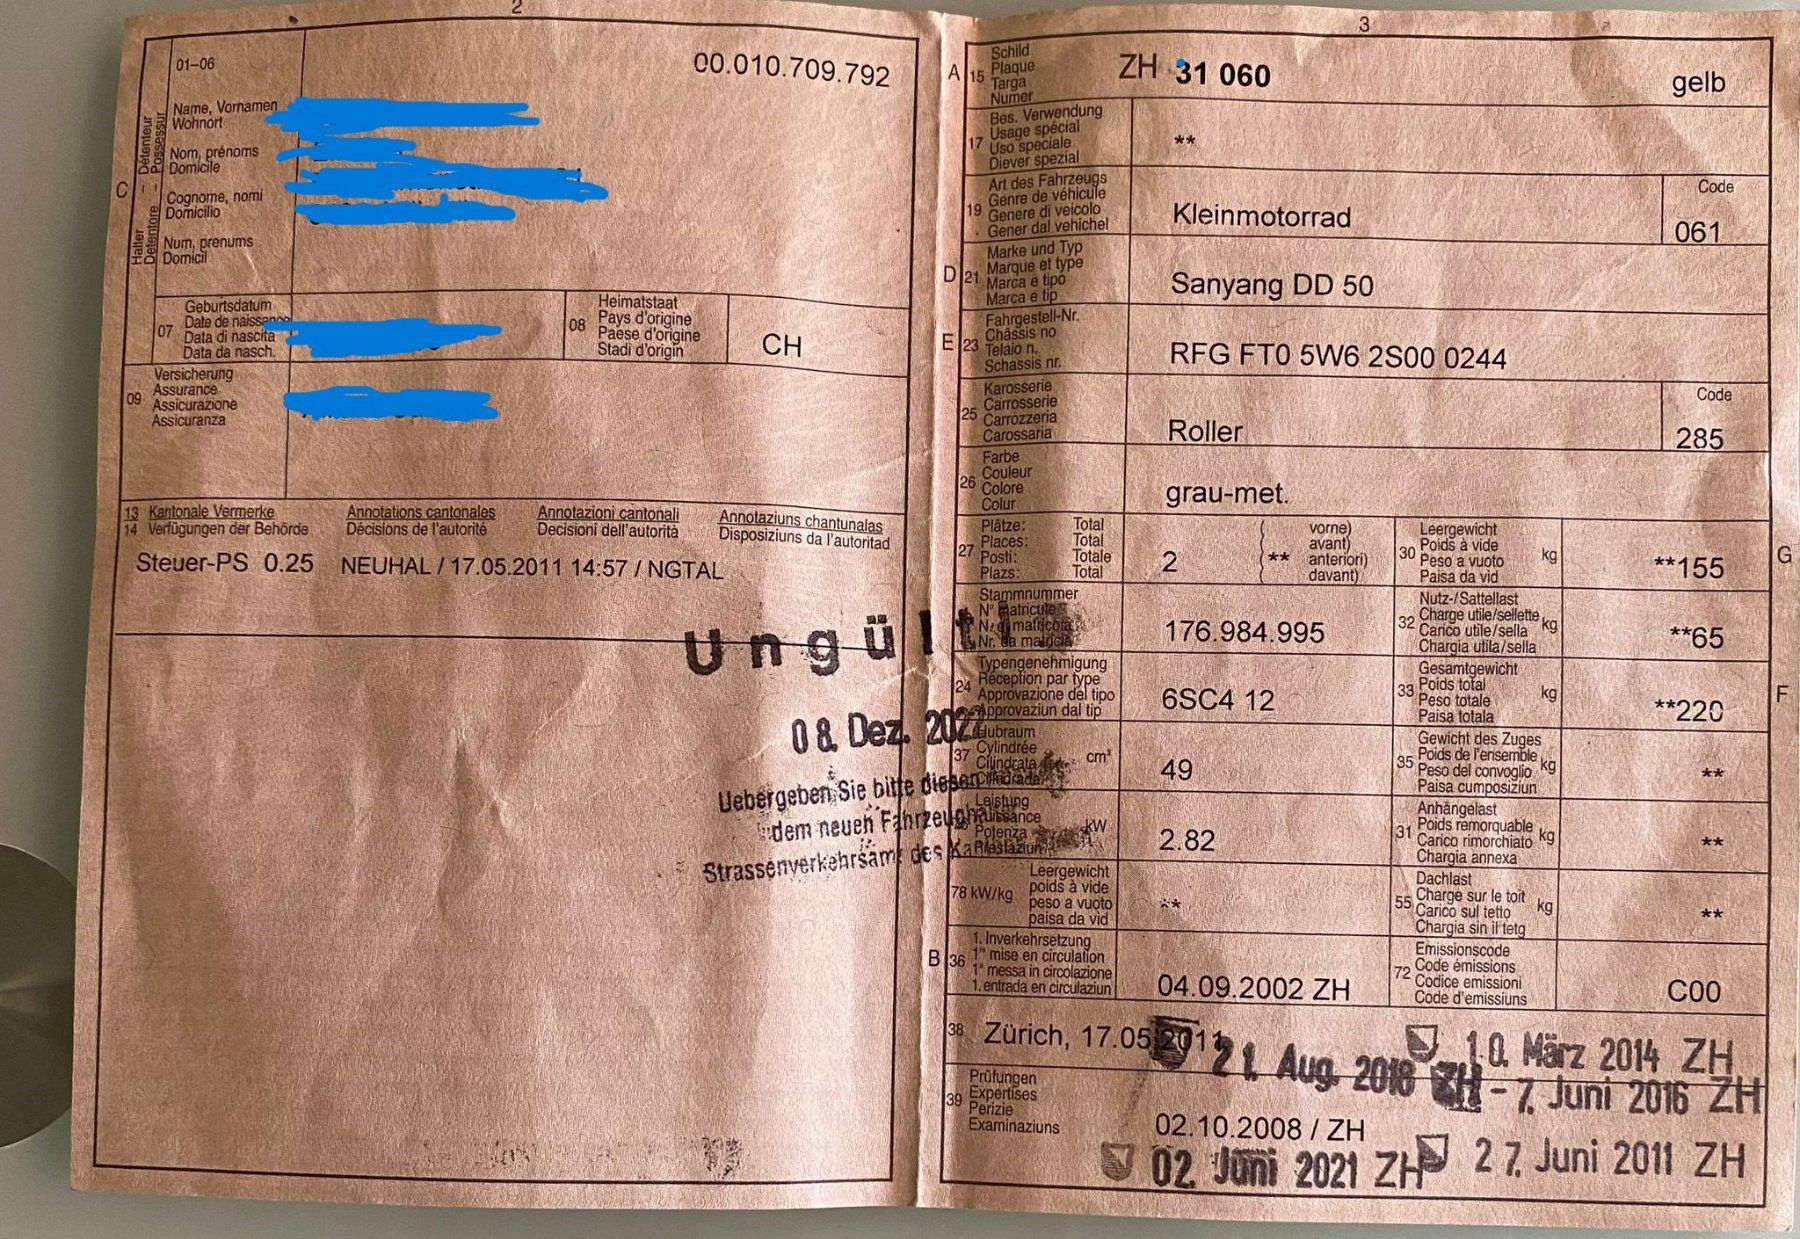 2
01-06
00.010.709.792
C
Halter – Détenteur
Detentore – Possessur
Name, Vornamen
Wohnort
Nom, prénoms
Domicile
Cognome, nomi
Domicilio
Num, prenums
Domicil
07
Geburtsdatum
Date de naissance
Data di nascita
Data da nasch.
08
Heimatstaat
Pays d'origine
Paese d'origine
Stadi d'origin
CH
09
Versicherung
Assurance
Assicurazione
Assicuranza
13 Kantonale Vermerke Annotations cantonales Annotazioni cantonali Annotaziuns chantunalas
14 Verfügungen der Behörde Décisions de l'autorité Decisioni dell'autorità Disposiziuns da l'autoritad
Steuer-PS 0.25 NEUHAL / 17.05.2011 14:57 / NGTAL
Ungült
08. Dez. 2022
Uebergeben Sie bitte diesen
dem neuen Fahrzeugha
Strassenverkehrsamt des Ka
3
A 15
Schild
Plaque
Targa
Numer
ZH 31 060 gelb
17
Bes. Verwendung
Usage spécial
Uso speciale
Diever spezial
**
19
Art des Fahrzeugs
Genre de véhicule
Genere di veicolo
Gener dal vehichel
Kleinmotorrad
Code
061
D 21
Marke und Typ
Marque et type
Marca e tipo
Marca e tip
Sanyang DD 50
E 23
Fahrgestell-Nr.
Châssis no
Telaio n.
Schassis nr.
RFG FT0 5W6 2S00 0244
25
Karosserie
Carrosserie
Carrozzeria
Carossaria
Roller
Code
285
26
Farbe
Couleur
Colore
Colur
grau-met.
27
Plätze: Total
Places: Total
Posti: Totale
Plazs: Total
2
( vorne)
( avant)
( ** anteriori)
( davant)
30
Leergewicht
Poids à vide
Peso a vuoto
Paisa da vid
kg
**155
G
Stammnummer
N° matricule
N. di matricola
Nr. da matricla
176.984.995
32
Nutz-/Sattellast
Charge utile/sellette
Carico utile/sella
Chargia utila/sella
kg
**65
24
Typengenehmigung
Réception par type
Approvazione del tipo
Approvaziun dal tip
6SC4 12
33
Gesamtgewicht
Poids total
Peso totale
Paisa totala
kg
**220
F
37
Hubraum
Cylindrée
Cilindrata
Cilindrada
cm³
49
35
Gewicht des Zuges
Poids de l'ensemble
Peso del convoglio
Paisa cumposiziun
kg
**
Leistung
Puissance
Potenza
Prestaziun
kW
2.82
31
Anhängelast
Poids remorquable
Carico rimorchiato
Chargia annexa
kg
**
78 kW/kg
Leergewicht
poids à vide
peso a vuoto
paisa da vid
**
55
Dachlast
Charge sur le toit
Carico sul tetto
Chargia sin il tetg
kg
**
B 36
1. Inverkehrsetzung
1re mise en circulation
1a messa in circolazione
1. entrada en circulaziun
04.09.2002 ZH
72
Emissionscode
Code émissions
Codice emissioni
Code d'emissiuns
C00
38
Zürich, 17.05.2011
10. März 2014 ZH
21. Aug. 2018 ZH
- 7. Juni 2016 ZH
39
Prüfungen
Expertises
Perizie
Examinaziuns
02.10.2008 / ZH
02. Juni 2021 ZH
27. Juni 2011 ZH